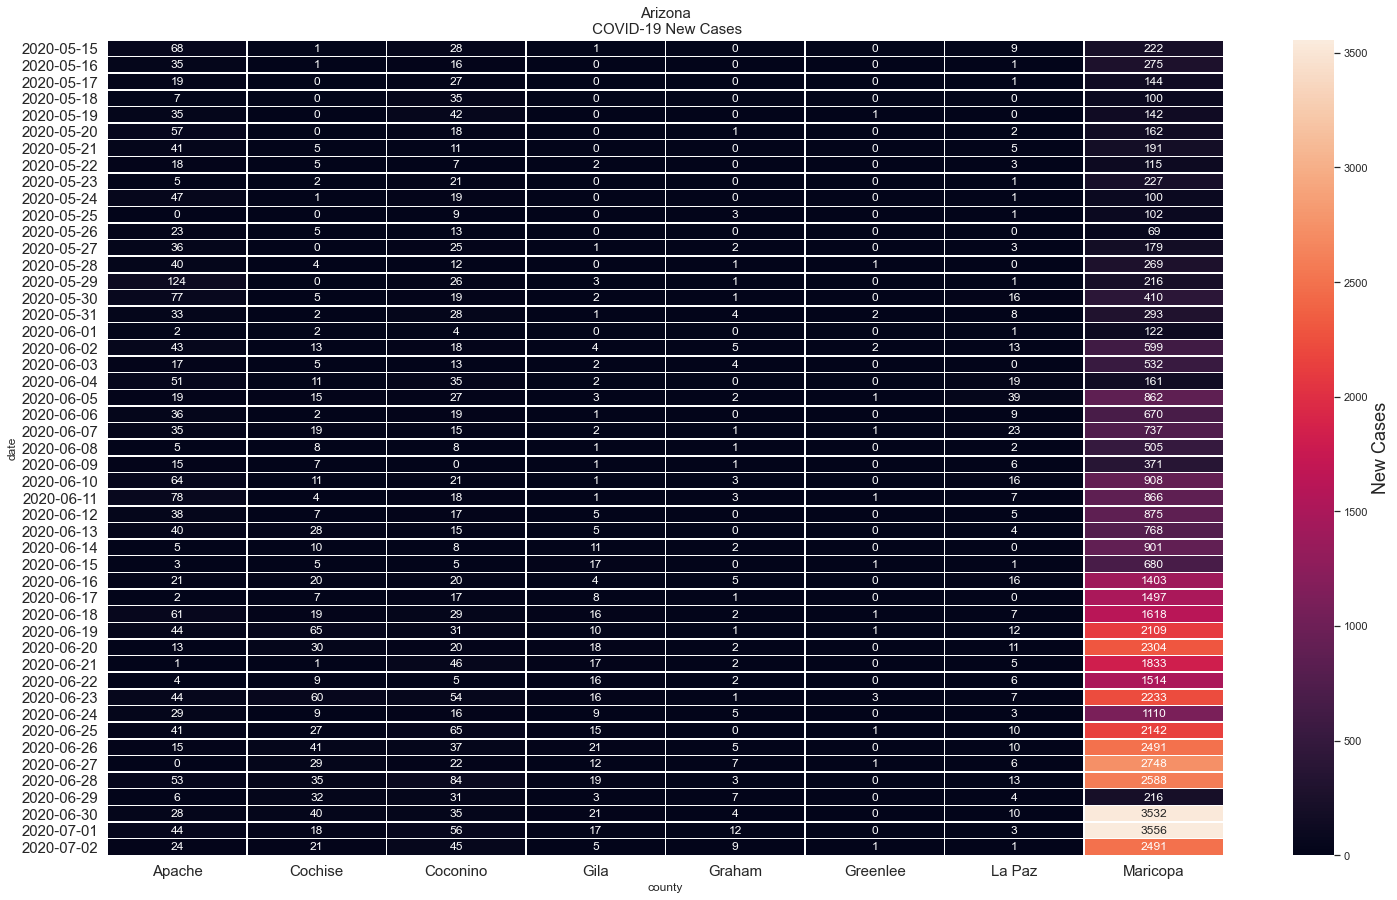 Arizona
COVID-19 New Cases
2020-05-15 68 1 28 1 0 0 9 222
2020-05-16 35 1 16 0 0 0 1 275
2020-05-17 19 0 27 0 0 0 1 144
2020-05-18 7 0 35 0 0 0 0 100
2020-05-19 35 0 42 0 0 1 0 142
2020-05-20 57 0 18 0 1 0 2 162
2020-05-21 41 5 11 0 0 0 5 191
2020-05-22 18 5 7 2 0 0 3 115
2020-05-23 5 2 21 0 0 0 1 227
2020-05-24 47 1 19 0 0 0 1 100
2020-05-25 0 0 9 0 3 0 1 102
2020-05-26 23 5 13 0 0 0 0 69
2020-05-27 36 0 25 1 2 0 3 179
2020-05-28 40 4 12 0 1 1 0 269
2020-05-29 124 0 26 3 1 0 1 216
2020-05-30 77 5 19 2 1 0 16 410
2020-05-31 33 2 28 1 4 2 8 293
2020-06-01 2 2 4 0 0 0 1 122
2020-06-02 43 13 18 4 5 2 13 599
2020-06-03 17 5 13 2 4 0 0 532
2020-06-04 51 11 35 2 0 0 19 161
2020-06-05 19 15 27 3 2 1 39 862
2020-06-06 36 2 19 1 0 0 9 670
2020-06-07 35 19 15 2 1 1 23 737
2020-06-08 5 8 8 1 1 0 2 505
2020-06-09 15 7 0 1 1 0 6 371
2020-06-10 64 11 21 1 3 0 16 908
2020-06-11 78 4 18 1 3 1 7 866
2020-06-12 38 7 17 5 0 0 5 875
2020-06-13 40 28 15 5 0 0 4 768
2020-06-14 5 10 8 11 2 0 0 901
2020-06-15 3 5 5 17 0 1 1 680
2020-06-16 21 20 20 4 5 0 16 1403
2020-06-17 2 7 17 8 1 0 0 1497
2020-06-18 61 19 29 16 2 1 7 1618
2020-06-19 44 65 31 10 1 1 12 2109
2020-06-20 13 30 20 18 2 0 11 2304
2020-06-21 1 1 46 17 2 0 5 1833
2020-06-22 4 9 5 16 2 0 6 1514
2020-06-23 44 60 54 16 1 3 7 2233
2020-06-24 29 9 16 9 5 0 3 1110
2020-06-25 41 27 65 15 0 1 10 2142
2020-06-26 15 41 37 21 5 0 10 2491
2020-06-27 0 29 22 12 7 1 6 2748
2020-06-28 53 35 84 19 3 0 13 2588
2020-06-29 6 32 31 3 7 0 4 216
2020-06-30 28 40 35 21 4 0 10 3532
2020-07-01 44 18 56 17 12 0 3 3556
2020-07-02 24 21 45 5 9 1 1 2491
Apache Cochise Coconino Gila Graham Greenlee La Paz Maricopa
county
date
3500
3000
2500
2000
1500
1000
500
0
New Cases